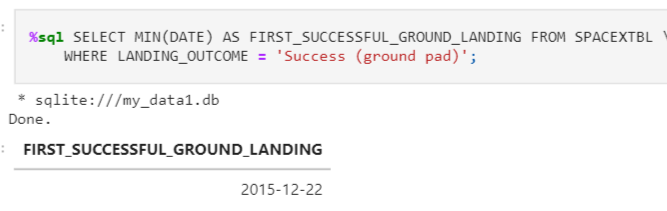 %sql SELECT MIN(DATE) AS FIRST_SUCCESSFUL_GROUND_LANDING FROM SPACEXTBL \
WHERE LANDING_OUTCOME = 'Success (ground pad)';
* sqlite:///my_data1.db
Done.
FIRST_SUCCESSFUL_GROUND_LANDING
2015-12-22